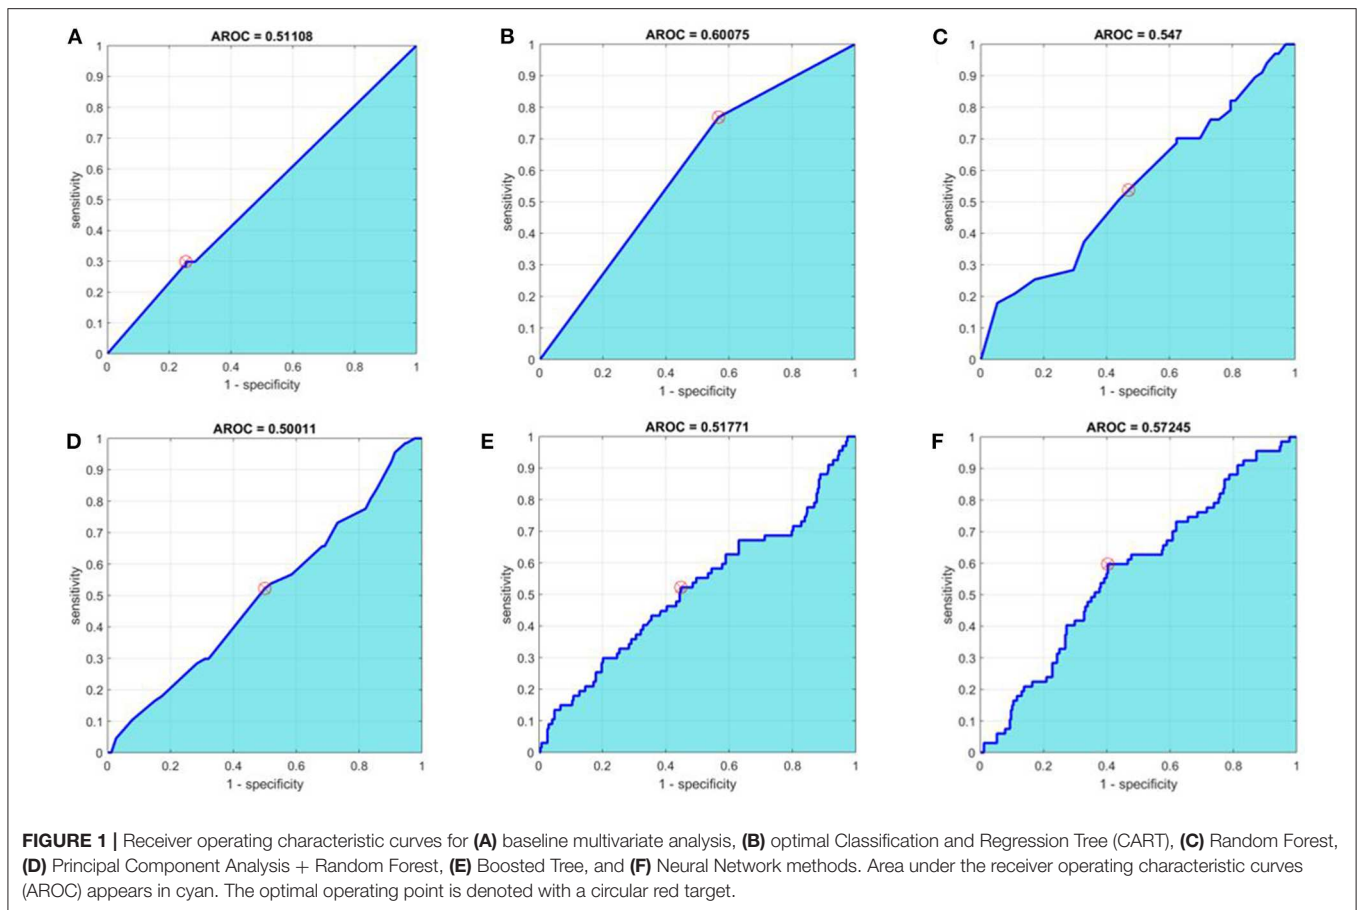 A
AROC = 0.51108
1
0.9
0.8
0.7
0.6
0.5
0.4
0.3
0.2
0.1
0
sensitivity
0 0.2 0.4 0.6 0.8 1
1 - specificity
B
AROC = 0.60075
1
0.9
0.8
0.7
0.6
0.5
0.4
0.3
0.2
0.1
0
sensitivity
0 0.2 0.4 0.6 0.8 1
1 - specificity
C
AROC = 0.547
1
0.9
0.8
0.7
0.6
0.5
0.4
0.3
0.2
0.1
0
sensitivity
0 0.2 0.4 0.6 0.8 1
1 - specificity
D
AROC = 0.50011
1
0.9
0.8
0.7
0.6
0.5
0.4
0.3
0.2
0.1
0
sensitivity
0 0.2 0.4 0.6 0.8 1
1 - specificity
E
AROC = 0.51771
1
0.9
0.8
0.7
0.6
0.5
0.4
0.3
0.2
0.1
0
sensitivity
0 0.2 0.4 0.6 0.8 1
1 - specificity
F
AROC = 0.57245
1
0.9
0.8
0.7
0.6
0.5
0.4
0.3
0.2
0.1
0
sensitivity
0 0.2 0.4 0.6 0.8 1
1 - specificity
FIGURE 1 | Receiver operating characteristic curves for (A) baseline multivariate analysis, (B) optimal Classification and Regression Tree (CART), (C) Random Forest,
(D) Principal Component Analysis + Random Forest, (E) Boosted Tree, and (F) Neural Network methods. Area under the receiver operating characteristic curves
(AROC) appears in cyan. The optimal operating point is denoted with a circular red target.